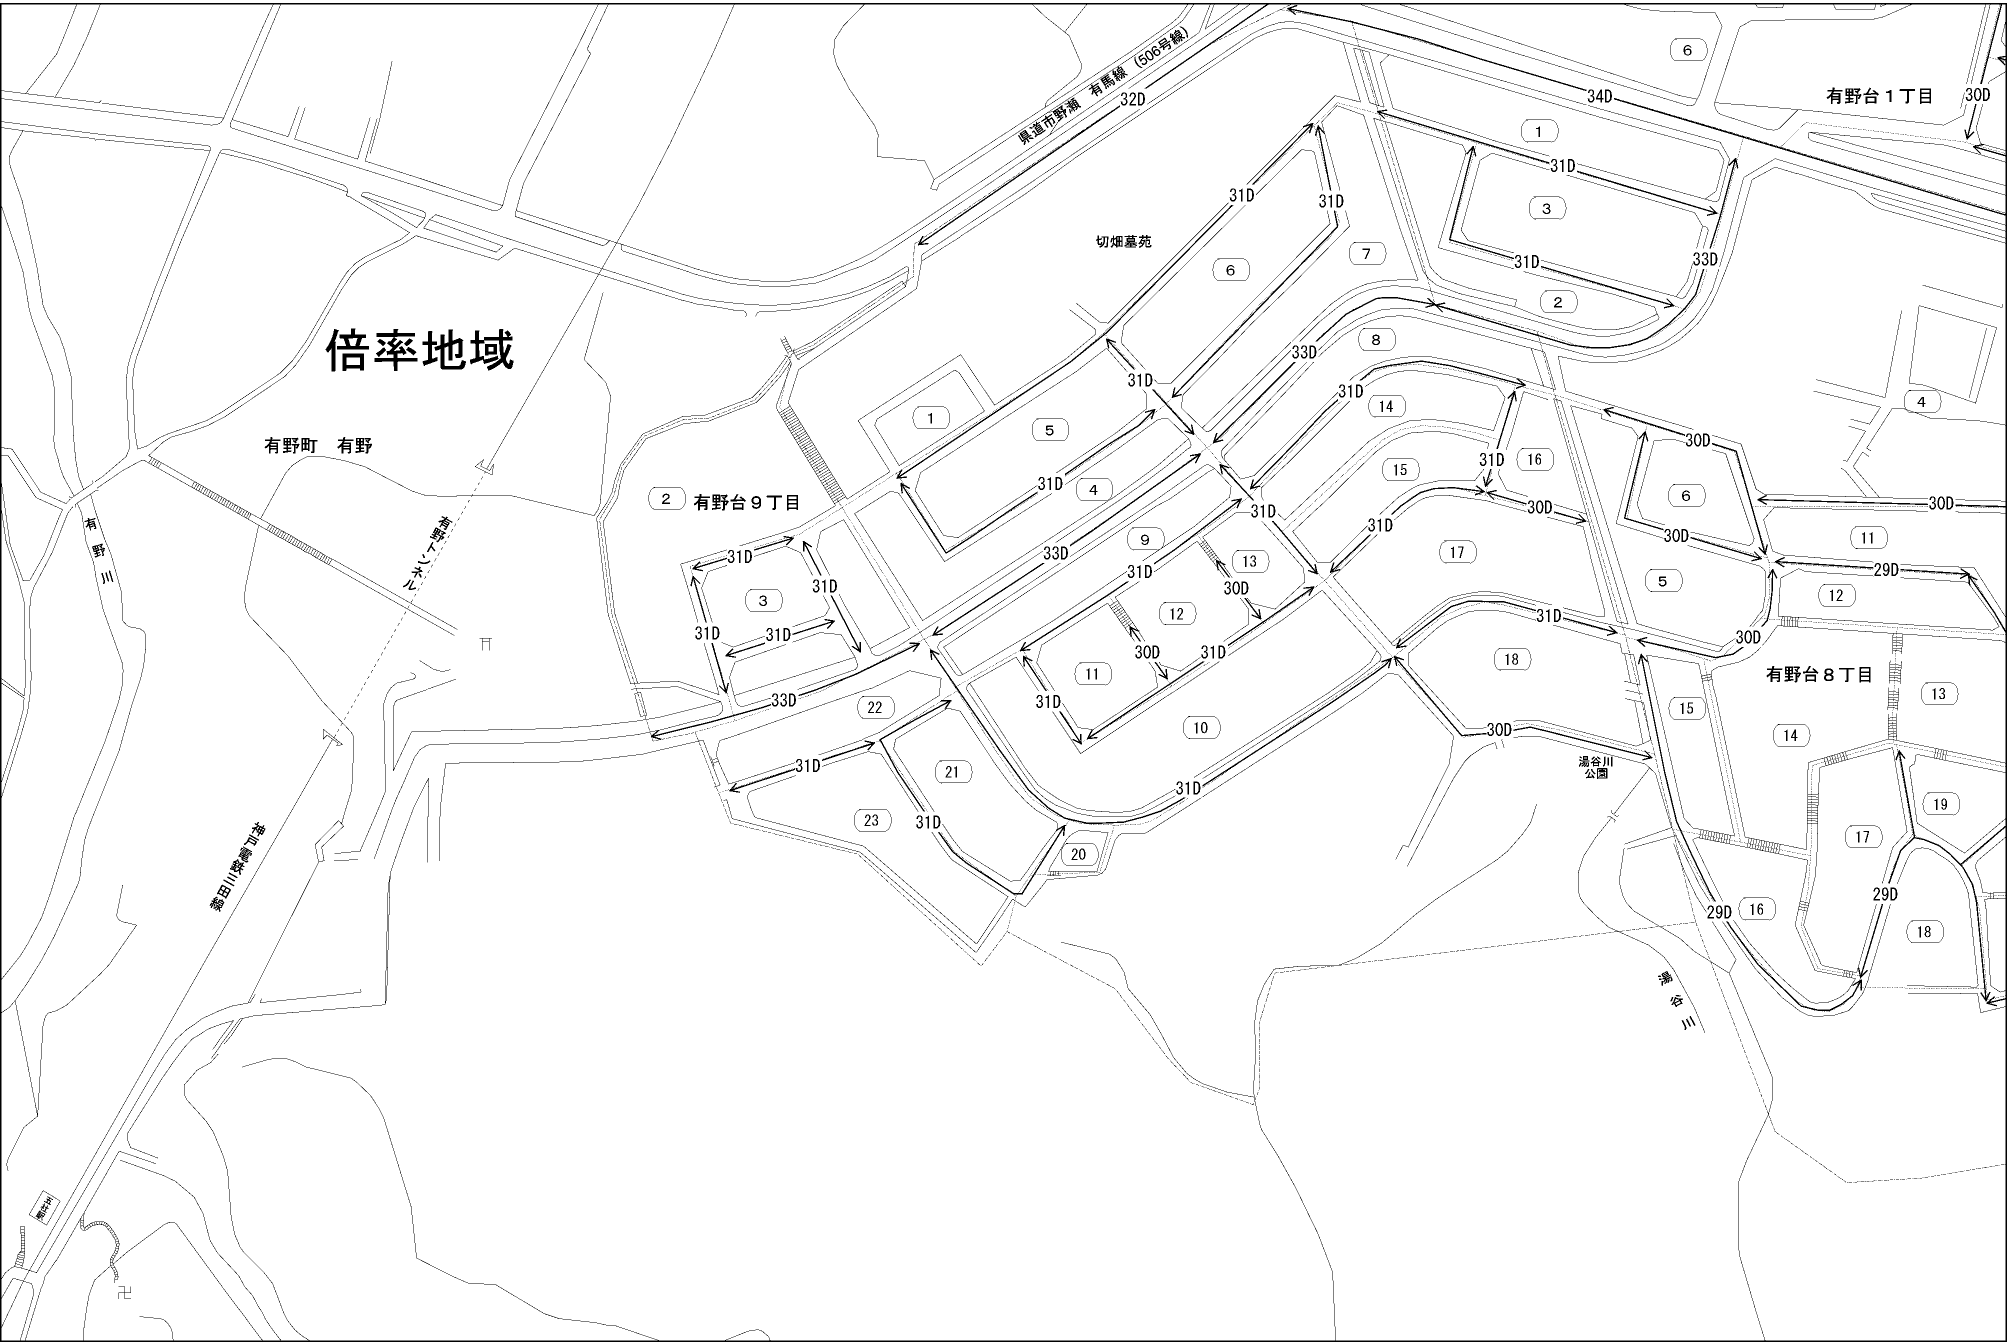 6
34D
有野台１丁目
30D
県道市野瀬　有馬線　(506号線)
32D
1
31D
31D
3
31D
切畑墓苑
31D
6
7
33D
31D
2
倍率地域
8
33D
31D
31D
14
4
1
5
30D
有野町　有野
15
31D
16
31D
4
6
2
有野台９丁目
30D
30D
31D
31D
有野川
有野トンネル
33D
9
30D
11
31D
13
17
31D
31D
30D
29D
5
12
3
12
31D
31D
31D
30D
31D
30D
18
有野台８丁目
11
31D
13
33D
22
15
10
30D
14
31D
21
湯谷川
公園
31D
19
23
31D
17
20
神戸電鉄三田線
29D
16
29D
18
湯谷川